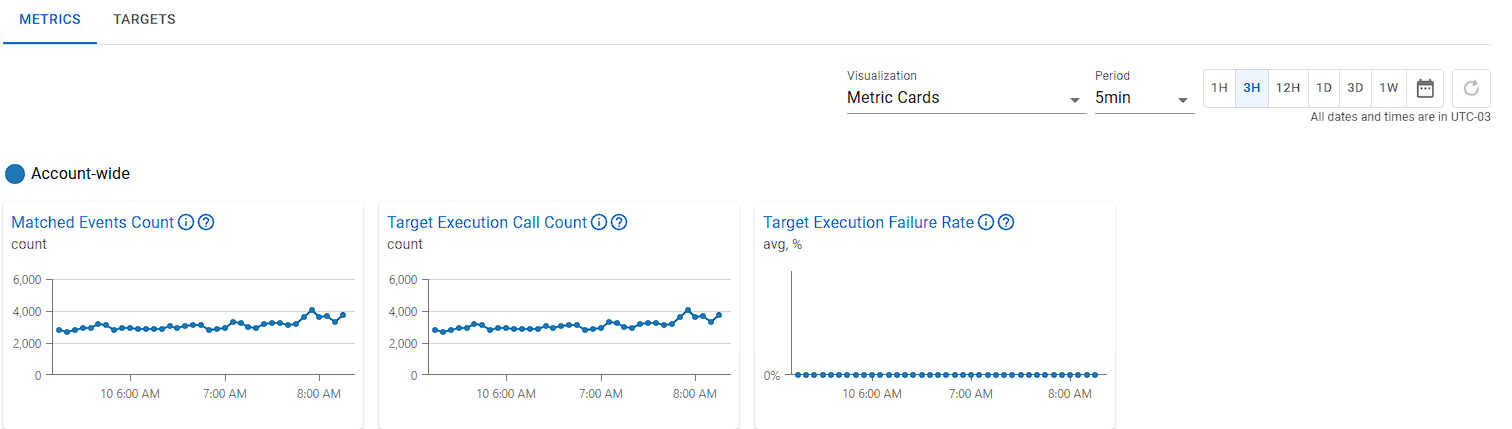 METRICS TARGETS
Visualization Period
Metric Cards 5min 1H 3H 12H 1D 3D 1W
All dates and times are in UTC-03
Account-wide
Matched Events Count
count
6,000
4,000
2,000
0
10 6:00 AM 7:00 AM 8:00 AM
Target Execution Call Count
count
6,000
4,000
2,000
0
10 6:00 AM 7:00 AM 8:00 AM
Target Execution Failure Rate
avg, %
0%
10 6:00 AM 7:00 AM 8:00 AM